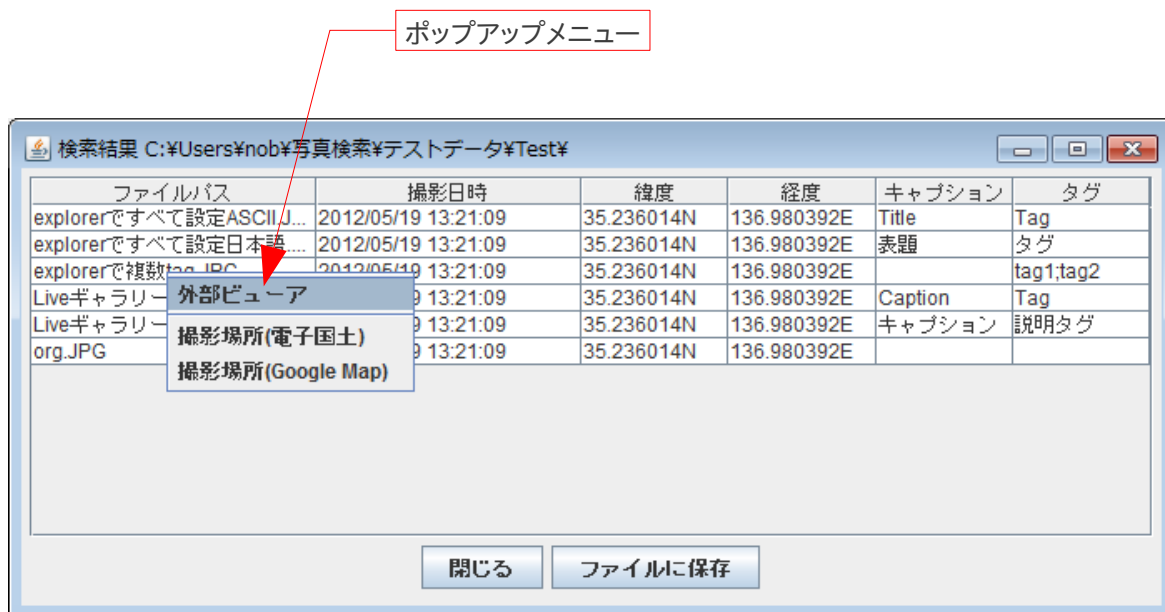 ポップアップメニュー
検索結果 C:¥Users¥nob¥写真検索¥テストデータ¥Test¥
ファイルパス 撮影日時 緯度 経度 キャプション タグ
explorerですべて設定ASCII.J... 2012/05/19 13:21:09 35.236014N 136.980392E Title Tag
explorerですべて設定日本語.... 2012/05/19 13:21:09 35.236014N 136.980392E 表題 タグ
explorerで複数tag.JPG 2012/05/19 13:21:09 35.236014N 136.980392E tag1;tag2
Liveギャラリー 9 13:21:09 35.236014N 136.980392E Caption Tag
Liveギャラリー 9 13:21:09 35.236014N 136.980392E キャプション 説明タグ
org.JPG 9 13:21:09 35.236014N 136.980392E
外部ビューア
撮影場所(電子国土)
撮影場所(Google Map)
閉じる ファイルに保存